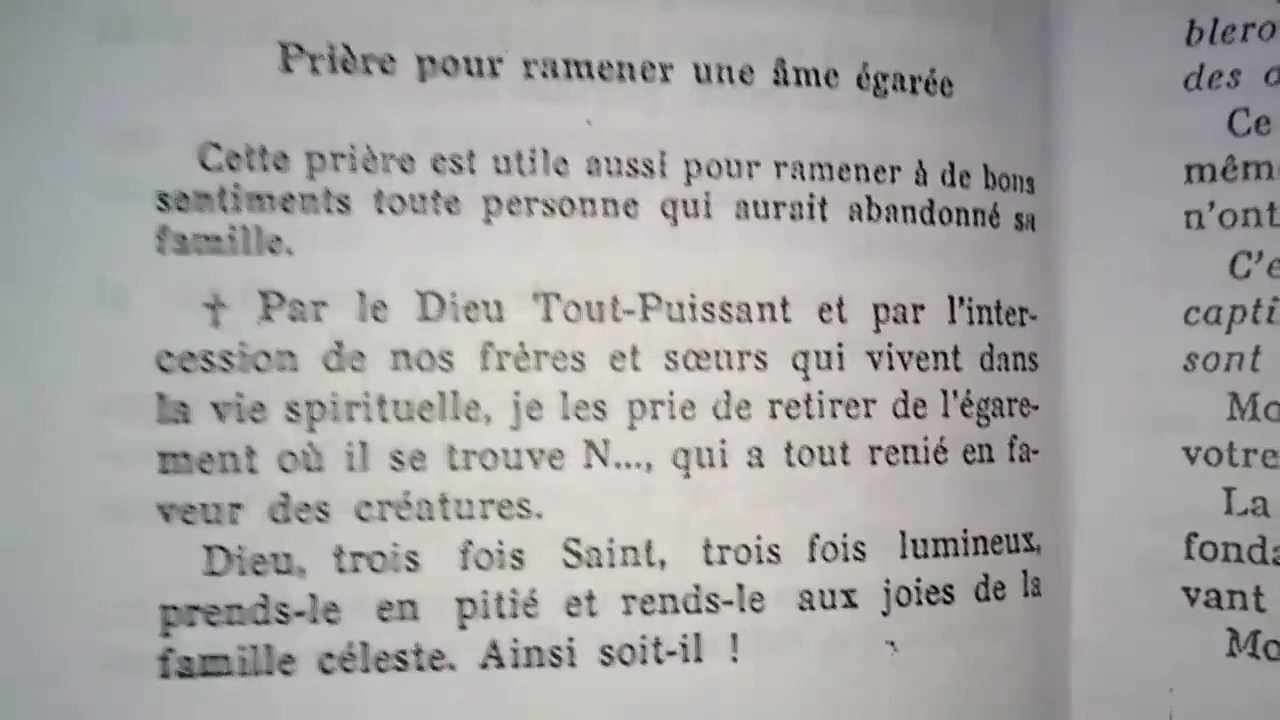 Prière pour ramener une âme égarée
Cette prière est utile aussi pour ramener à de bons
sentiments toute personne qui aurait abandonné sa
famille.
† Par le Dieu Tout-Puissant et par l'inter-
cession de nos frères et sœurs qui vivent dans
la vie spirituelle, je les prie de retirer de l'égare-
ment où il se trouve N..., qui a tout renié en fa-
veur des créatures.
Dieu, trois fois Saint, trois fois lumineux,
prends-le en pitié et rends-le aux joies de la
famille céleste. Ainsi soit-il !
blero
des
Ce
mêm
n'ont
C'e
capti
sont
Mo
votre
La
fonda
vant
Mo